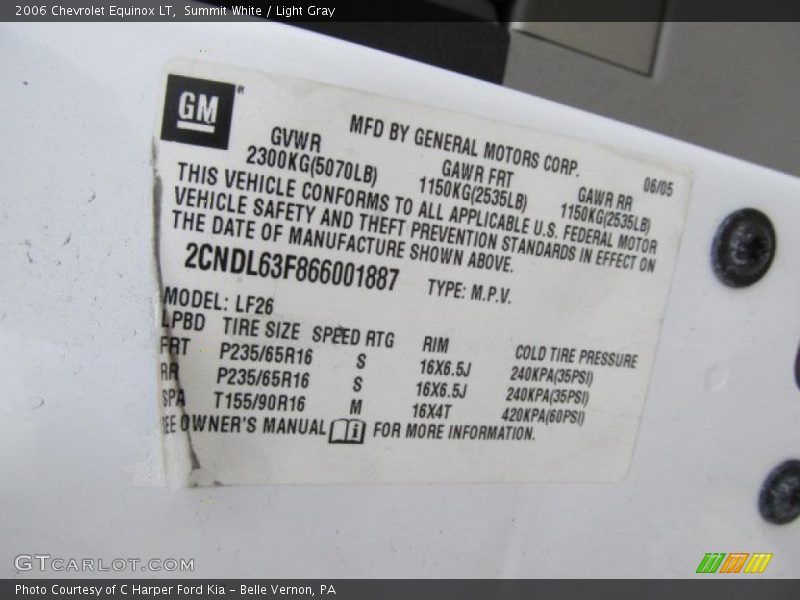 2006 Chevrolet Equinox LT, Summit White / Light Gray
GM
MFD BY GENERAL MOTORS CORP.
06/05
GVWR GAWR FRT GAWR RR
2300KG(5070LB) 1150KG(2535LB) 1150KG(2535LB)
THIS VEHICLE CONFORMS TO ALL APPLICABLE U.S. FEDERAL MOTOR
VEHICLE SAFETY AND THEFT PREVENTION STANDARDS IN EFFECT ON
THE DATE OF MANUFACTURE SHOWN ABOVE.
2CNDL63F866001887 TYPE: M.P.V.
MODEL: LF26
LPBD TIRE SIZE SPEED RTG RIM COLD TIRE PRESSURE
FRT P235/65R16 S 16X6.5J 240KPA(35PSI)
RR P235/65R16 S 16X6.5J 240KPA(35PSI)
SPA T155/90R16 M 16X4T 420KPA(60PSI)
EE OWNER'S MANUAL FOR MORE INFORMATION.
GTCARLOT.COM
Photo Courtesy of C Harper Ford Kia - Belle Vernon, PA